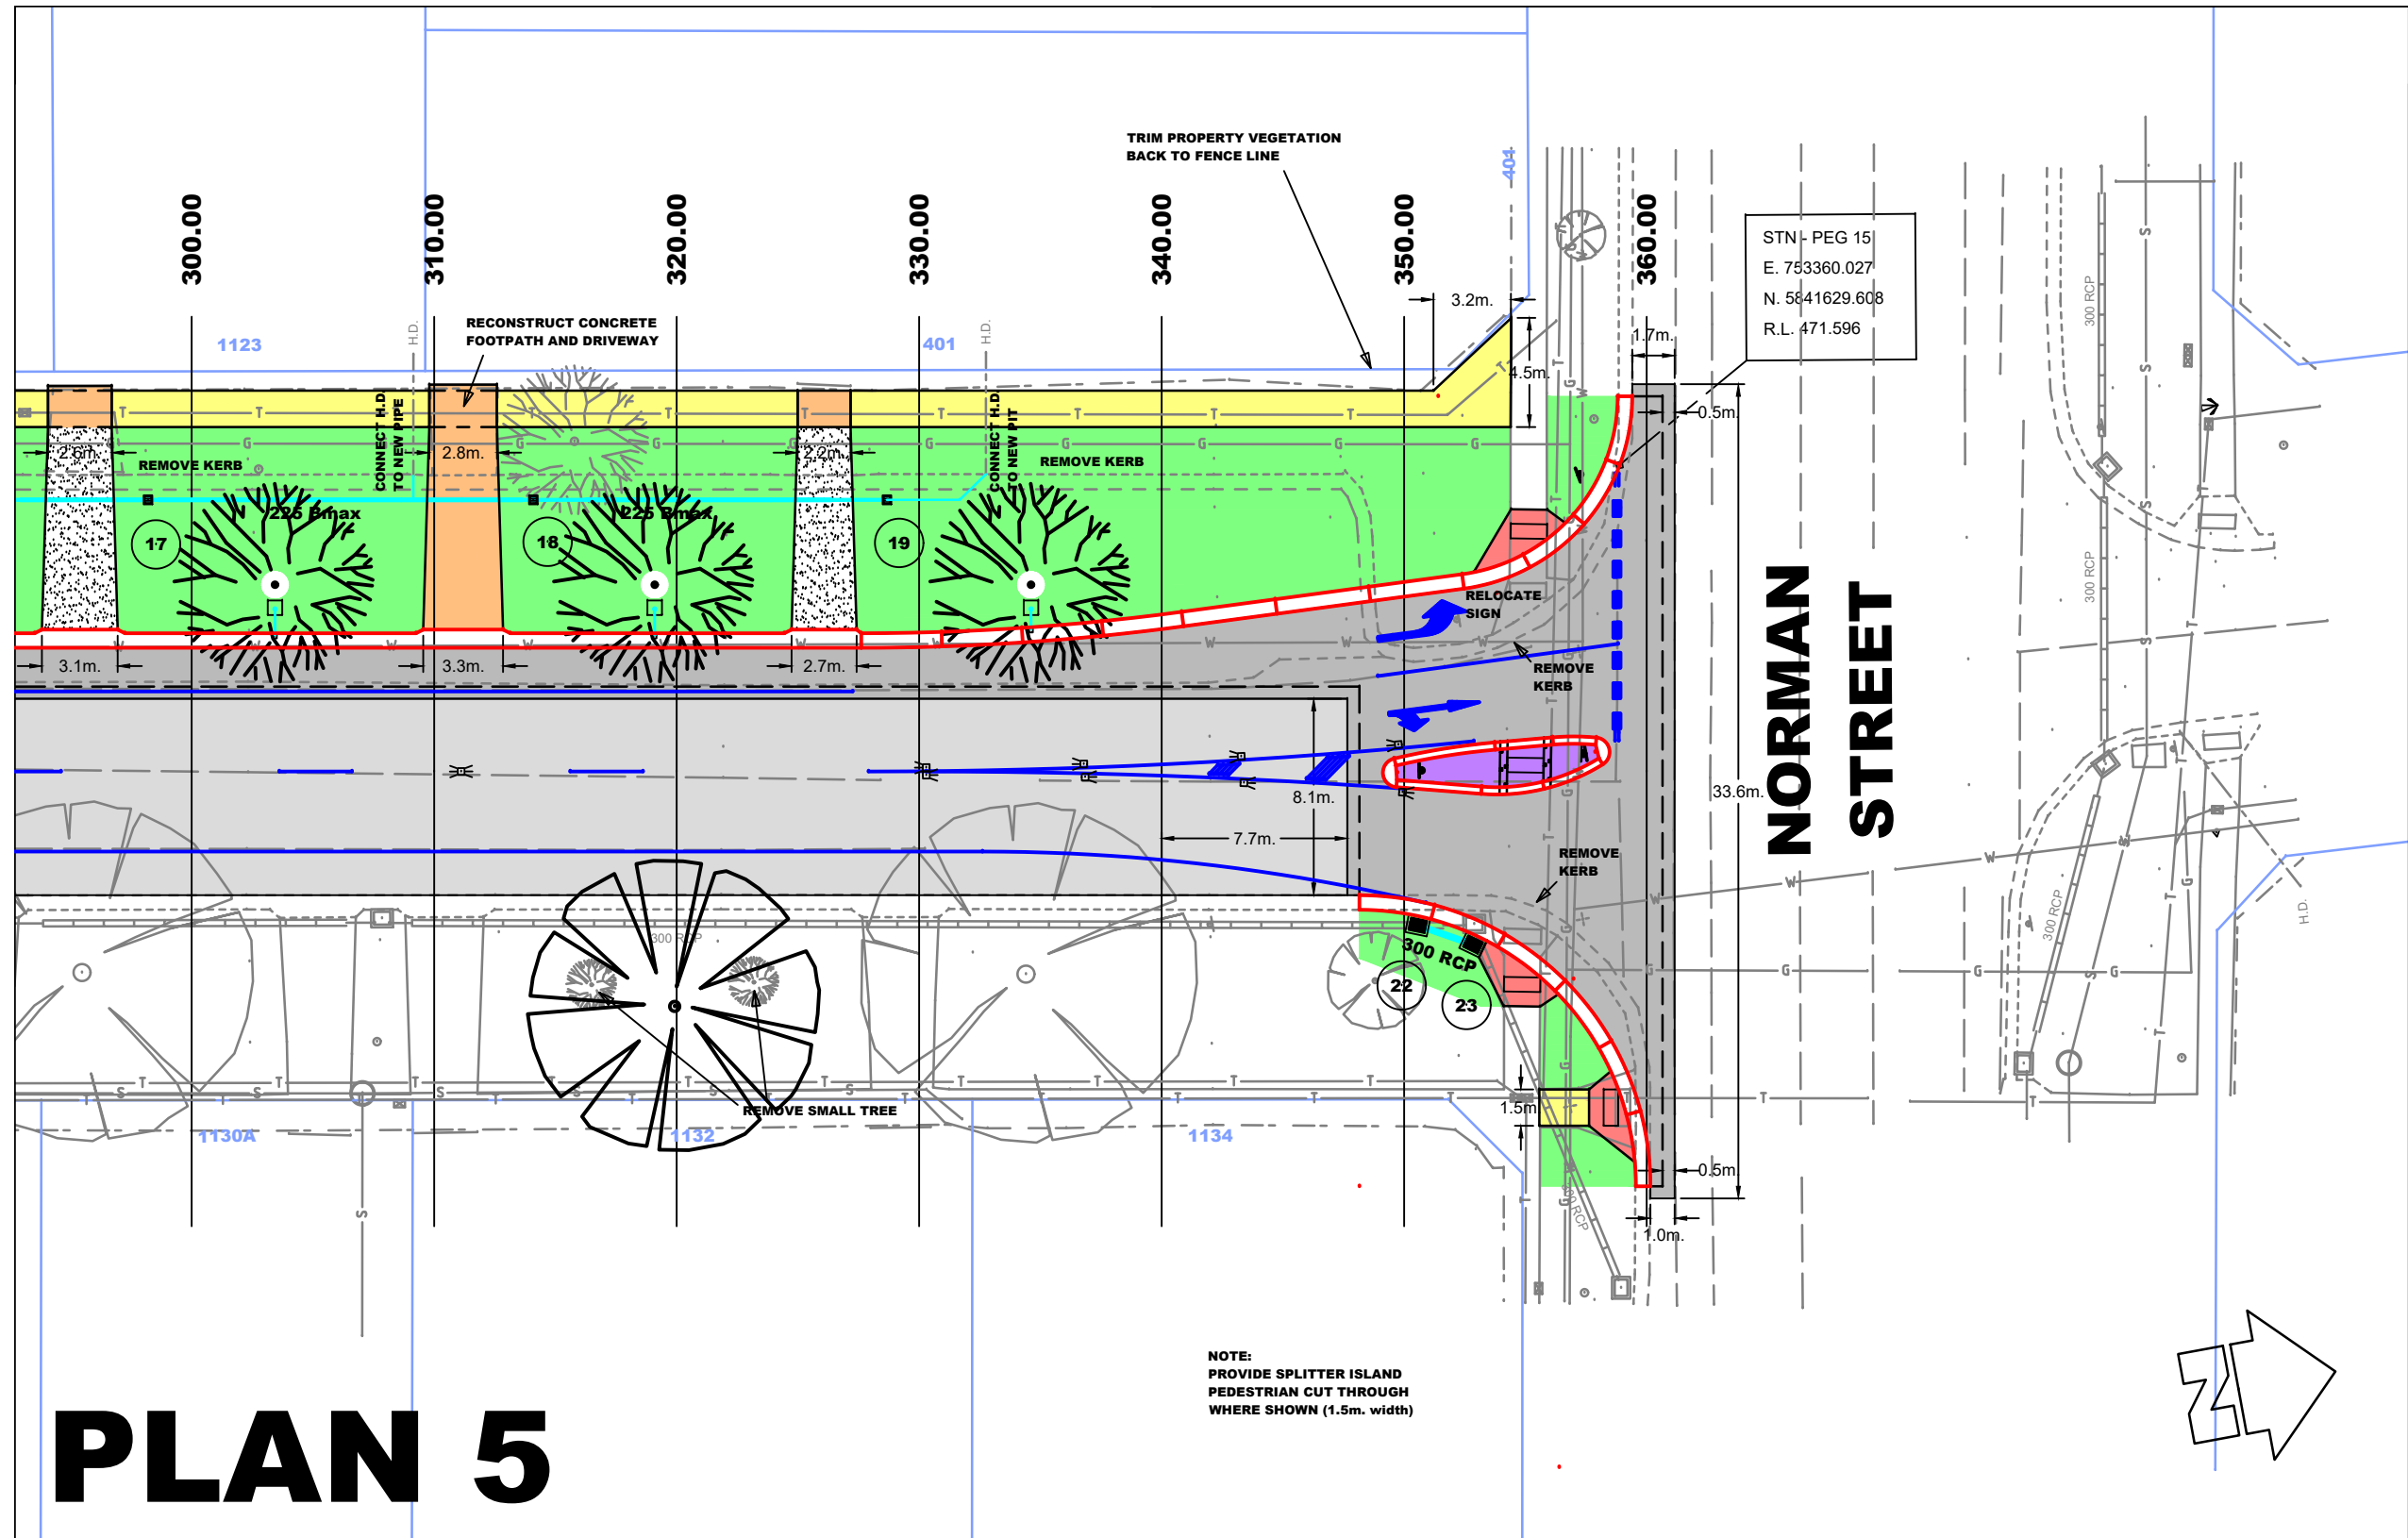 TRIM PROPERTY VEGETATION
BACK TO FENCE LINE
401
300.00
310.00
320.00
330.00
340.00
350.00
360.00
STN - PEG 15
E. 753360.027
N. 5841629.608
R.L. 471.596
3.2m.
4.5m.
1.7m.
0.5m.
RECONSTRUCT CONCRETE
FOOTPATH AND DRIVEWAY
1123
401
H.D.
H.D.
300 RCP
300 RCP
300 RCP
H.D.
CONNECT H.D.
TO NEW PIPE
CONNECT H.D.
TO NEW PIT
2.6m.
REMOVE KERB
2.8m.
2.2m.
REMOVE KERB
225 Bmax
225 Bmax
17
18
19
3.1m.
3.3m.
2.7m.
RELOCATE
SIGN
REMOVE
KERB
NORMAN
STREET
8.1m.
7.7m.
33.6m.
REMOVE
KERB
300 RCP
300 RCP
22
23
1.5m.
0.5m.
1.0m.
300 RCP
REMOVE SMALL TREE
1130A
1132
1134
NOTE:
PROVIDE SPLITTER ISLAND
PEDESTRIAN CUT THROUGH
WHERE SHOWN (1.5m. width)
PLAN 5
N